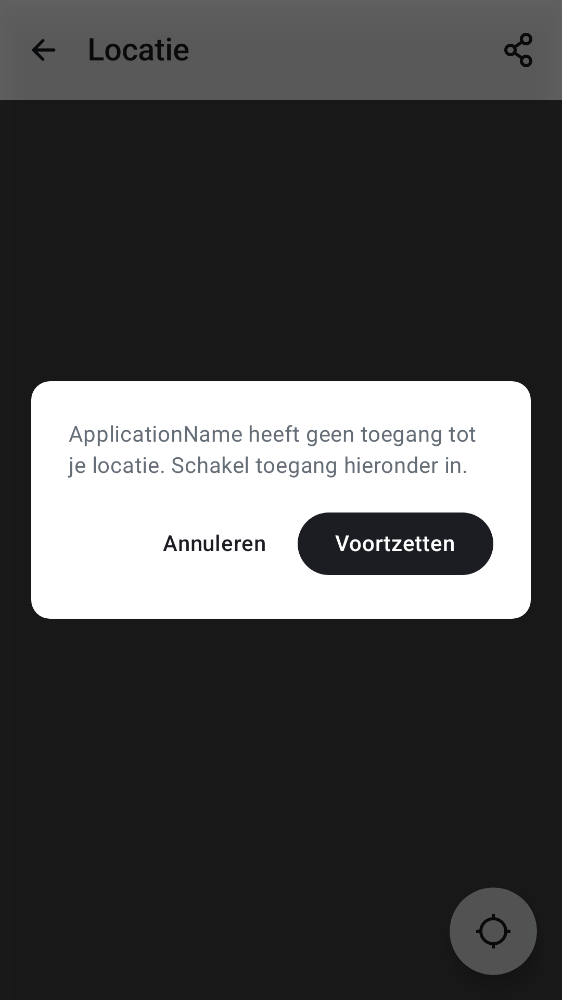 Locatie
ApplicationName heeft geen toegang tot
je locatie. Schakel toegang hieronder in.
Annuleren
Voortzetten